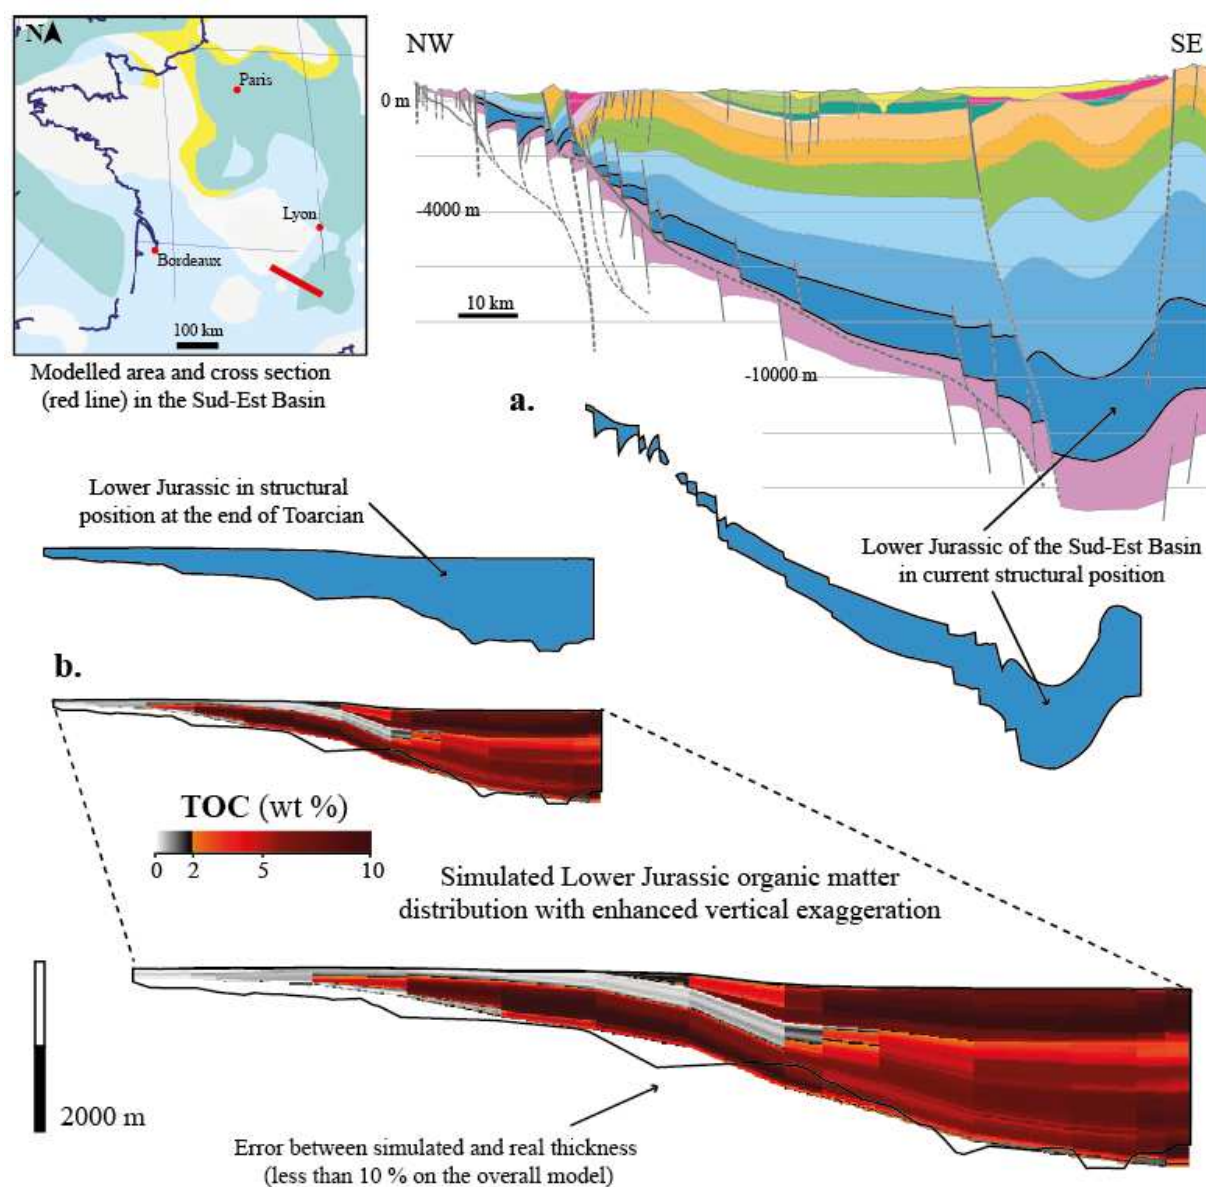 N
Paris
Lyon
Bordeaux
100 km
Modelled area and cross section
(red line) in the Sud-Est Basin
NW
SE
0 m
-4000 m
10 km
-10000 m
a.
Lower Jurassic in structural
position at the end of Toarcian
Lower Jurassic of the Sud-Est Basin
in current structural position
b.
TOC (wt %)
0 2 5 10
Simulated Lower Jurassic organic matter
distribution with enhanced vertical exaggeration
2000 m
Error between simulated and real thickness
(less than 10 % on the overall model)